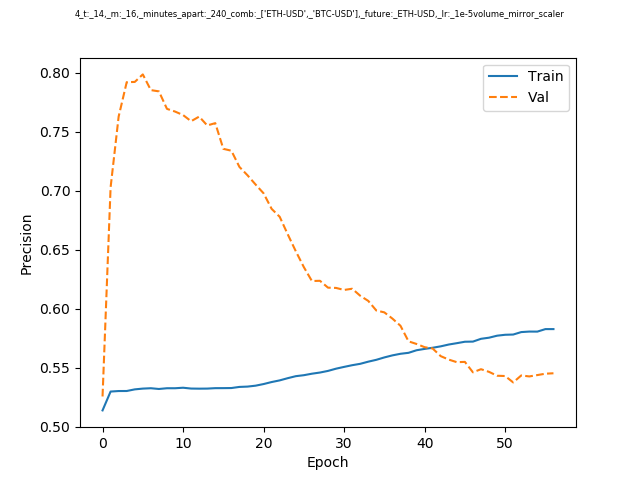 4_t:_14,_m:_16,_minutes_apart:_240_comb:_['ETH-USD',_'BTC-USD'],_future:_ETH-USD,_lr:_1e-5volume_mirror_scaler
Train
Val
0.80
0.75
0.70
0.65
0.60
0.55
0.50
Precision
0 10 20 30 40 50
Epoch